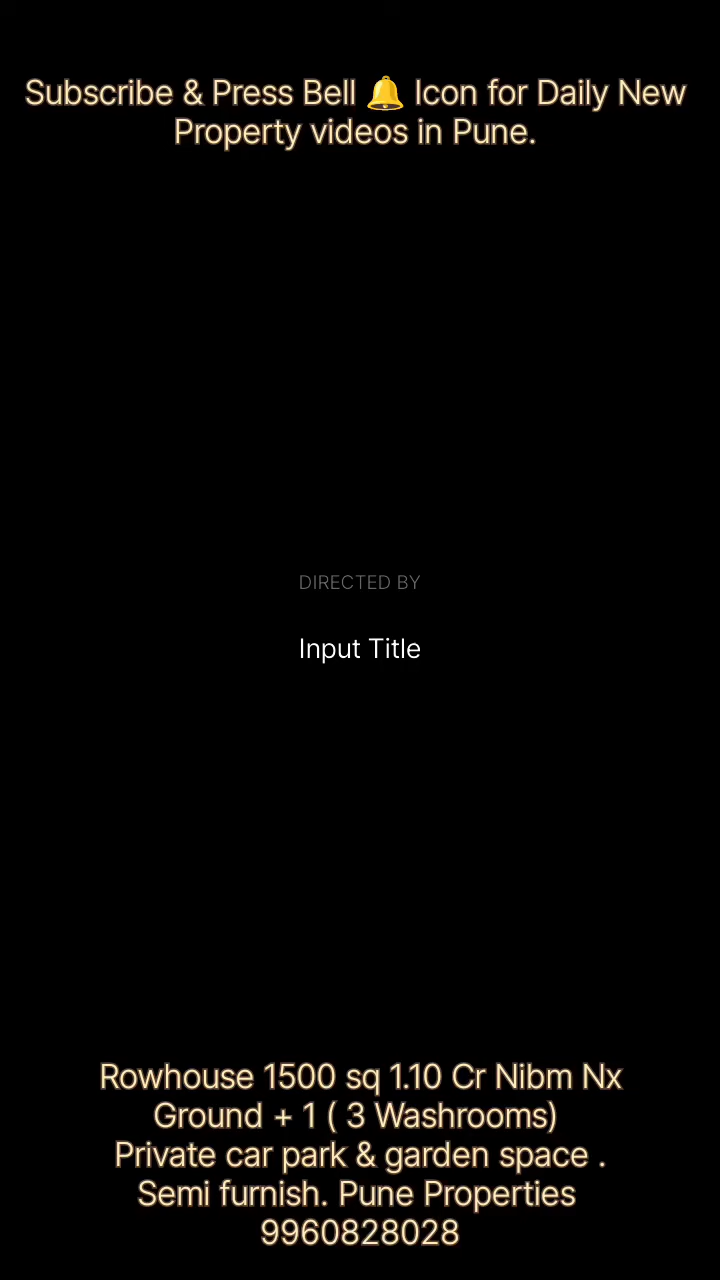 Subscribe & Press Bell 🔔 Icon for Daily New
Property videos in Pune.
DIRECTED BY
Input Title
Rowhouse 1500 sq 1.10 Cr Nibm Nx
Ground + 1 ( 3 Washrooms)
Private car park & garden space .
Semi furnish. Pune Properties
9960828028